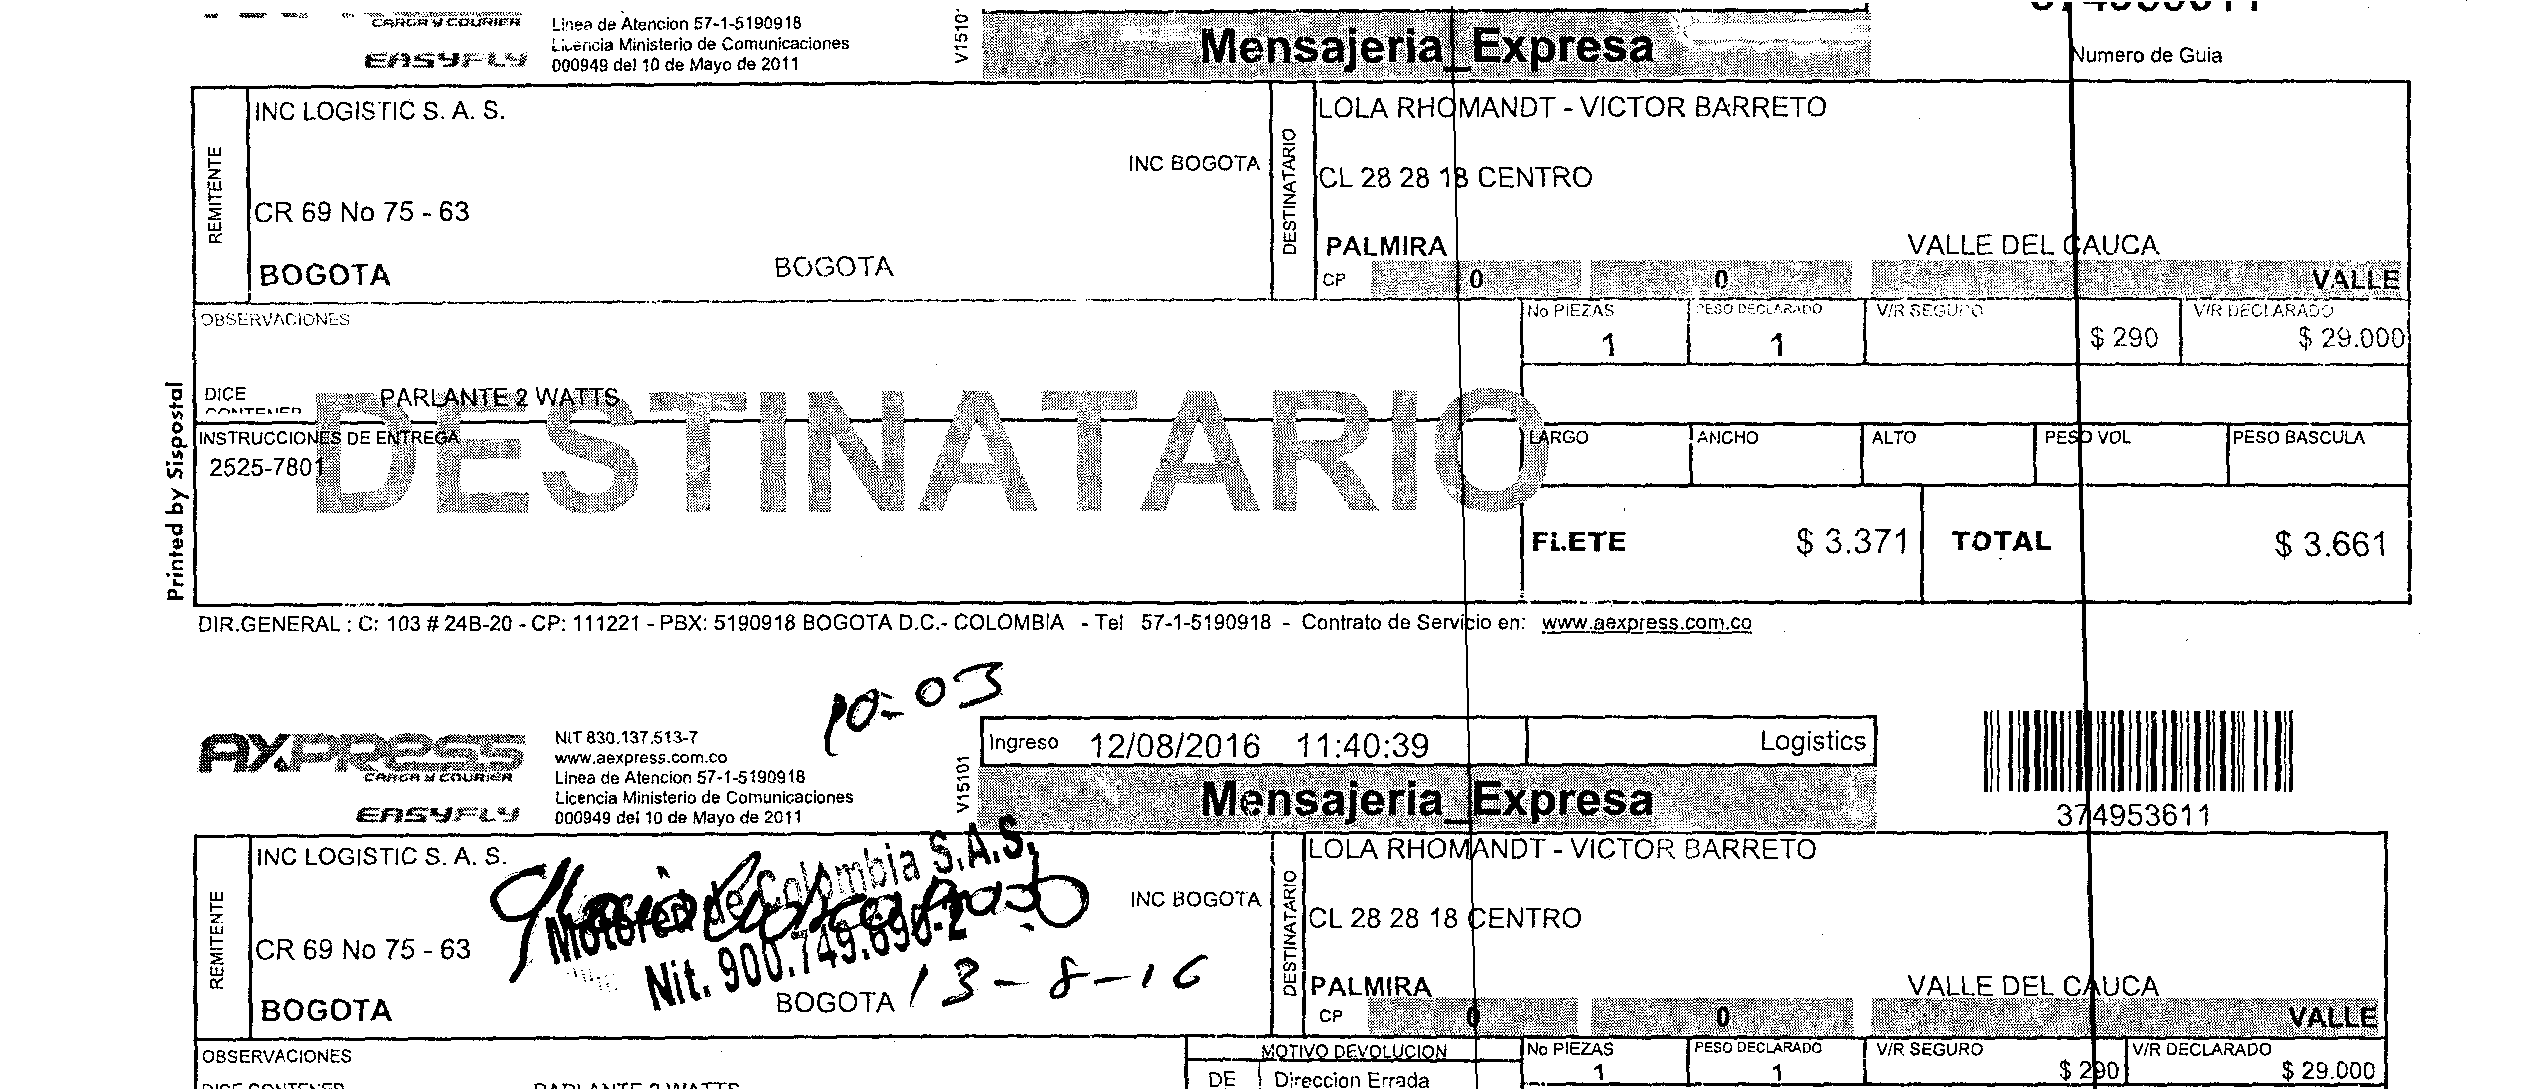 CARGA Y COURIER
EASYFLY
Linea de Atencion 57-1-5190918
Licencia Ministerio de Comunicaciones
000949 del 10 de Mayo de 2011
V15101
Mensajeria_Expresa
Numero de Guia
REMITENTE
INC LOGISTIC S. A. S.
INC BOGOTA
CR 69 No 75 - 63
BOGOTA BOGOTA
DESTINATARIO
LOLA RHOMANDT - VICTOR BARRETO
CL 28 28 18 CENTRO
PALMIRA VALLE DEL CAUCA
CP 0 0 VALLE
OBSERVACIONES
No PIEZAS PESO DECLARADO V/R SEGURO V/R DECLARADO
1 1 $ 290 $ 29.000
DICE CONTENER PARLANTE 2 WATTS
DESTINATARIO
INSTRUCCIONES DE ENTREGA
2525-7801
LARGO ANCHO ALTO PESO VOL PESO BASCULA
FLETE $ 3.371 TOTAL $ 3.661
Printed by Sispostal
DIR.GENERAL : C: 103 # 24B-20 - CP: 111221 - PBX: 5190918 BOGOTA D.C.- COLOMBIA - Tel 57-1-5190918 - Contrato de Servicio en: www.aexpress.com.co
10:03
AXPRESS
CARGA Y COURIER
EASYFLY
NIT 830.137.513-7
www.aexpress.com.co
Linea de Atencion 57-1-5190918
Licencia Ministerio de Comunicaciones
000949 del 10 de Mayo de 2011
V15101
Ingreso 12/08/2016 11:40:39 Logistics
Mensajeria_Expresa
374953611
REMITENTE
INC LOGISTIC S. A. S.
INC BOGOTA
CR 69 No 75 - 63
BOGOTA BOGOTA
de Colombia S.A.S.
Nit. 900.749.890-2
13-8-16
DESTINATARIO
LOLA RHOMANDT - VICTOR BARRETO
CL 28 28 18 CENTRO
PALMIRA VALLE DEL CAUCA
CP 0 0 VALLE
OBSERVACIONES
MOTIVO DEVOLUCION
No PIEZAS PESO DECLARADO V/R SEGURO V/R DECLARADO
DE Direccion Errada
1 1 $ 290 $ 29.000
DICE CONTENER PARLANTE 2 WATTS